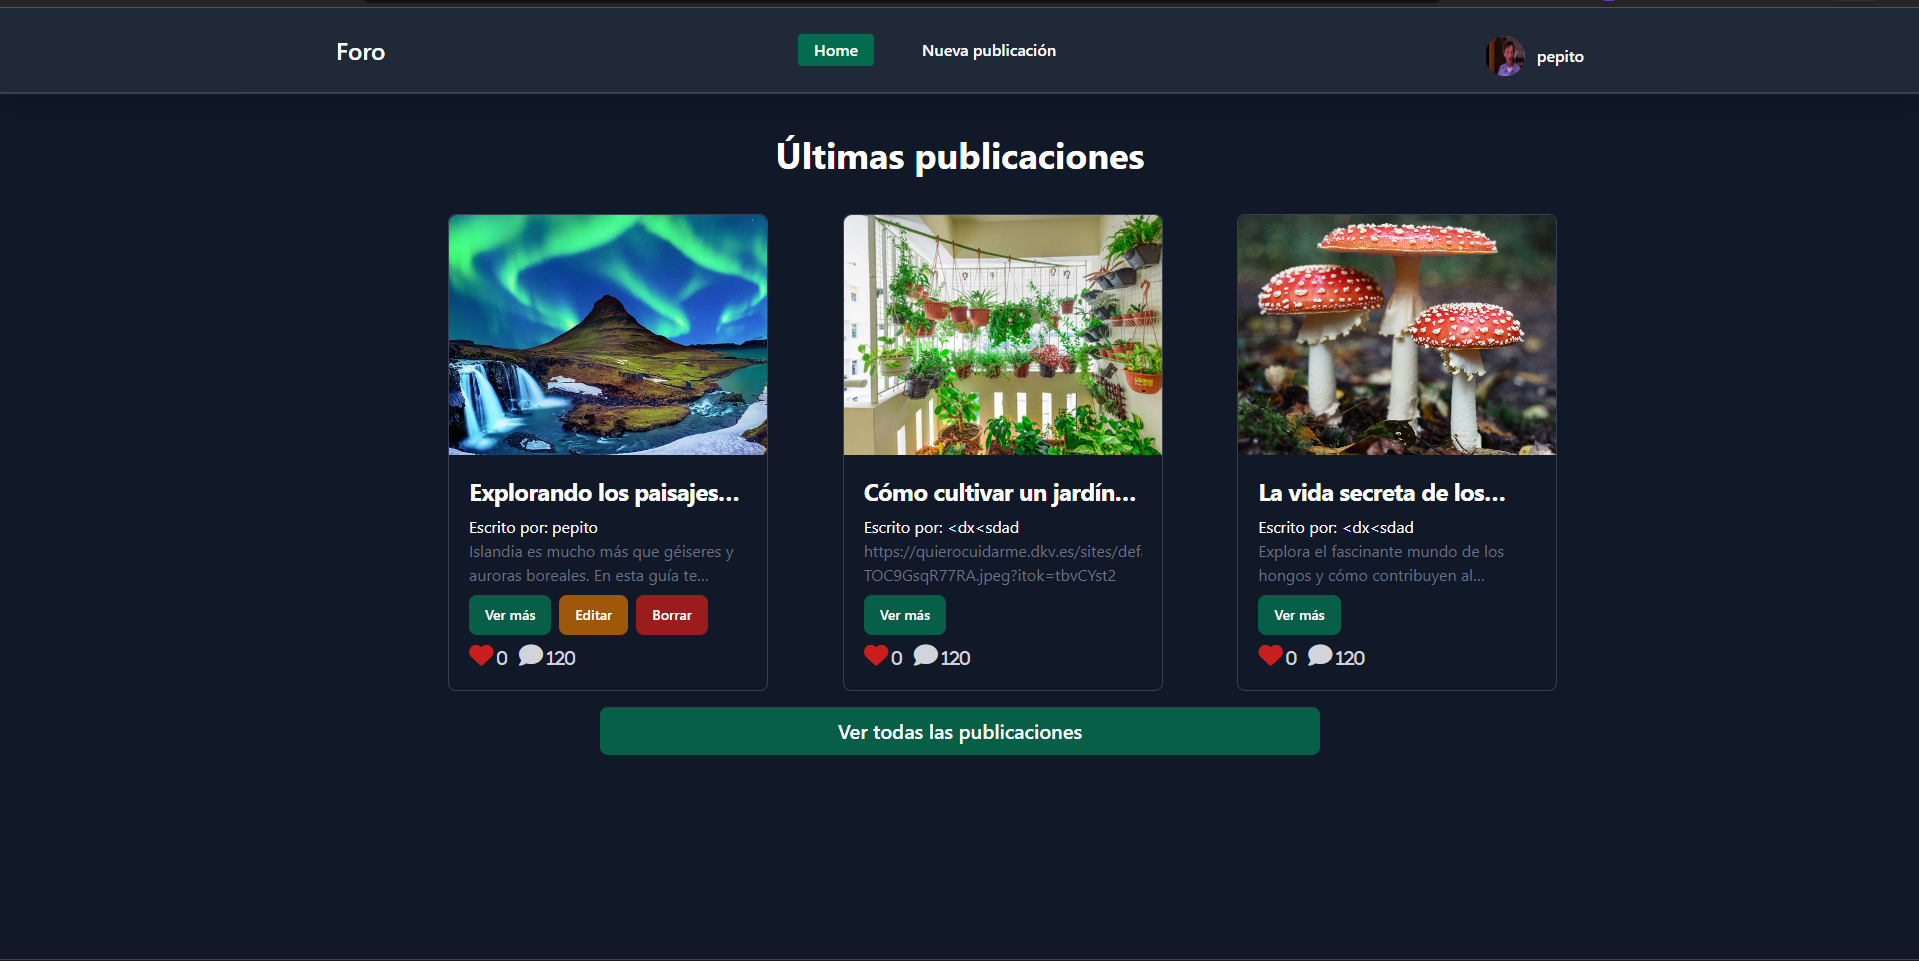 Foro
Home
Nueva publicación
pepito
Últimas publicaciones
Explorando los paisajes...
Escrito por: pepito
Islandia es mucho más que géiseres y
auroras boreales. En esta guía te...
Ver más
Editar
Borrar
0
120
Cómo cultivar un jardín...
Escrito por: <dx<sdad
https://quierocuidarme.dkv.es/sites/def
TOC9GsqR77RA.jpeg?itok=tbvCYst2
Ver más
0
120
La vida secreta de los...
Escrito por: <dx<sdad
Explora el fascinante mundo de los
hongos y cómo contribuyen al...
Ver más
0
120
Ver todas las publicaciones